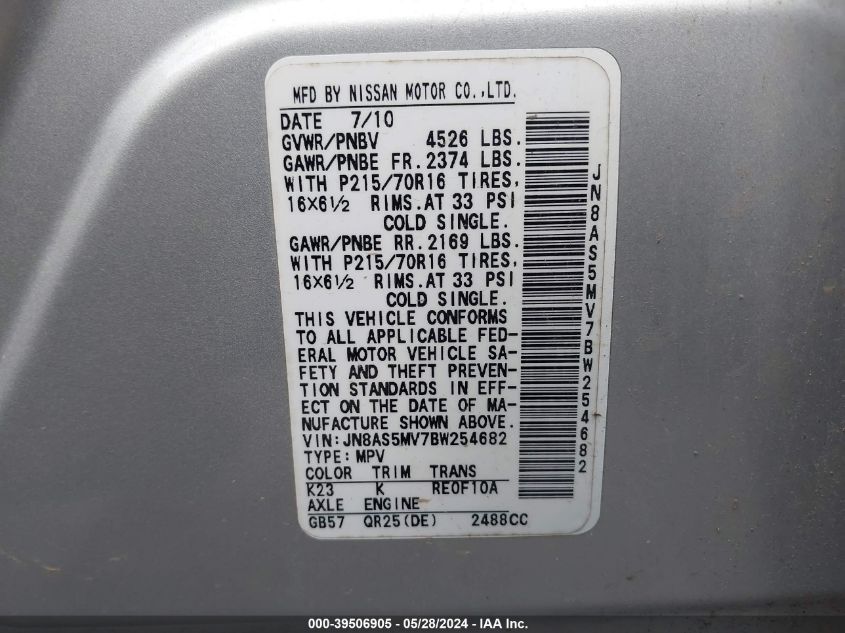 MFD BY NISSAN MOTOR CO.,LTD.
DATE 7/10
GVWR/PNBV 4526 LBS.
GAWR/PNBE FR. 2374 LBS.
WITH P215/70R16 TIRES,
16X6½ RIMS. AT 33 PSI
COLD SINGLE.
GAWR/PNBE RR. 2169 LBS.
WITH P215/70R16 TIRES,
16X6½ RIMS. AT 33 PSI
COLD SINGLE.
THIS VEHICLE CONFORMS
TO ALL APPLICABLE FED-
ERAL MOTOR VEHICLE SA-
FETY AND THEFT PREVEN-
TION STANDARDS IN EFF-
ECT ON THE DATE OF MA-
NUFACTURE SHOWN ABOVE.
VIN: JN8AS5MV7BW254682
TYPE: MPV
COLOR TRIM TRANS
K23 K RE0F10A
AXLE ENGINE
GB57 QR25(DE) 2488CC
JN8AS5MV7BW254682
000-39506905 - 05/28/2024 - IAA Inc.